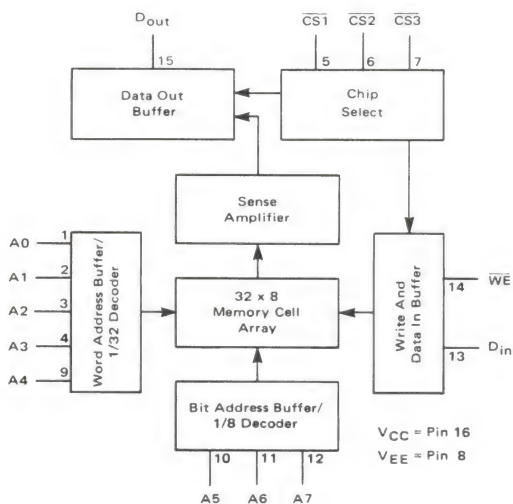 Dout
CS1 CS2 CS3
15
5 6 7
Data Out
Buffer
Chip
Select
Sense
Amplifier
A0 1
A1 2
A2 3
A3 4
A4 9
Word Address Buffer/
1/32 Decoder
32 x 8
Memory Cell
Array
Write And
Data In Buffer
14 WE
13 Din
Bit Address Buffer/
1/8 Decoder
10 11 12
A5 A6 A7
VCC = Pin 16
VEE = Pin 8